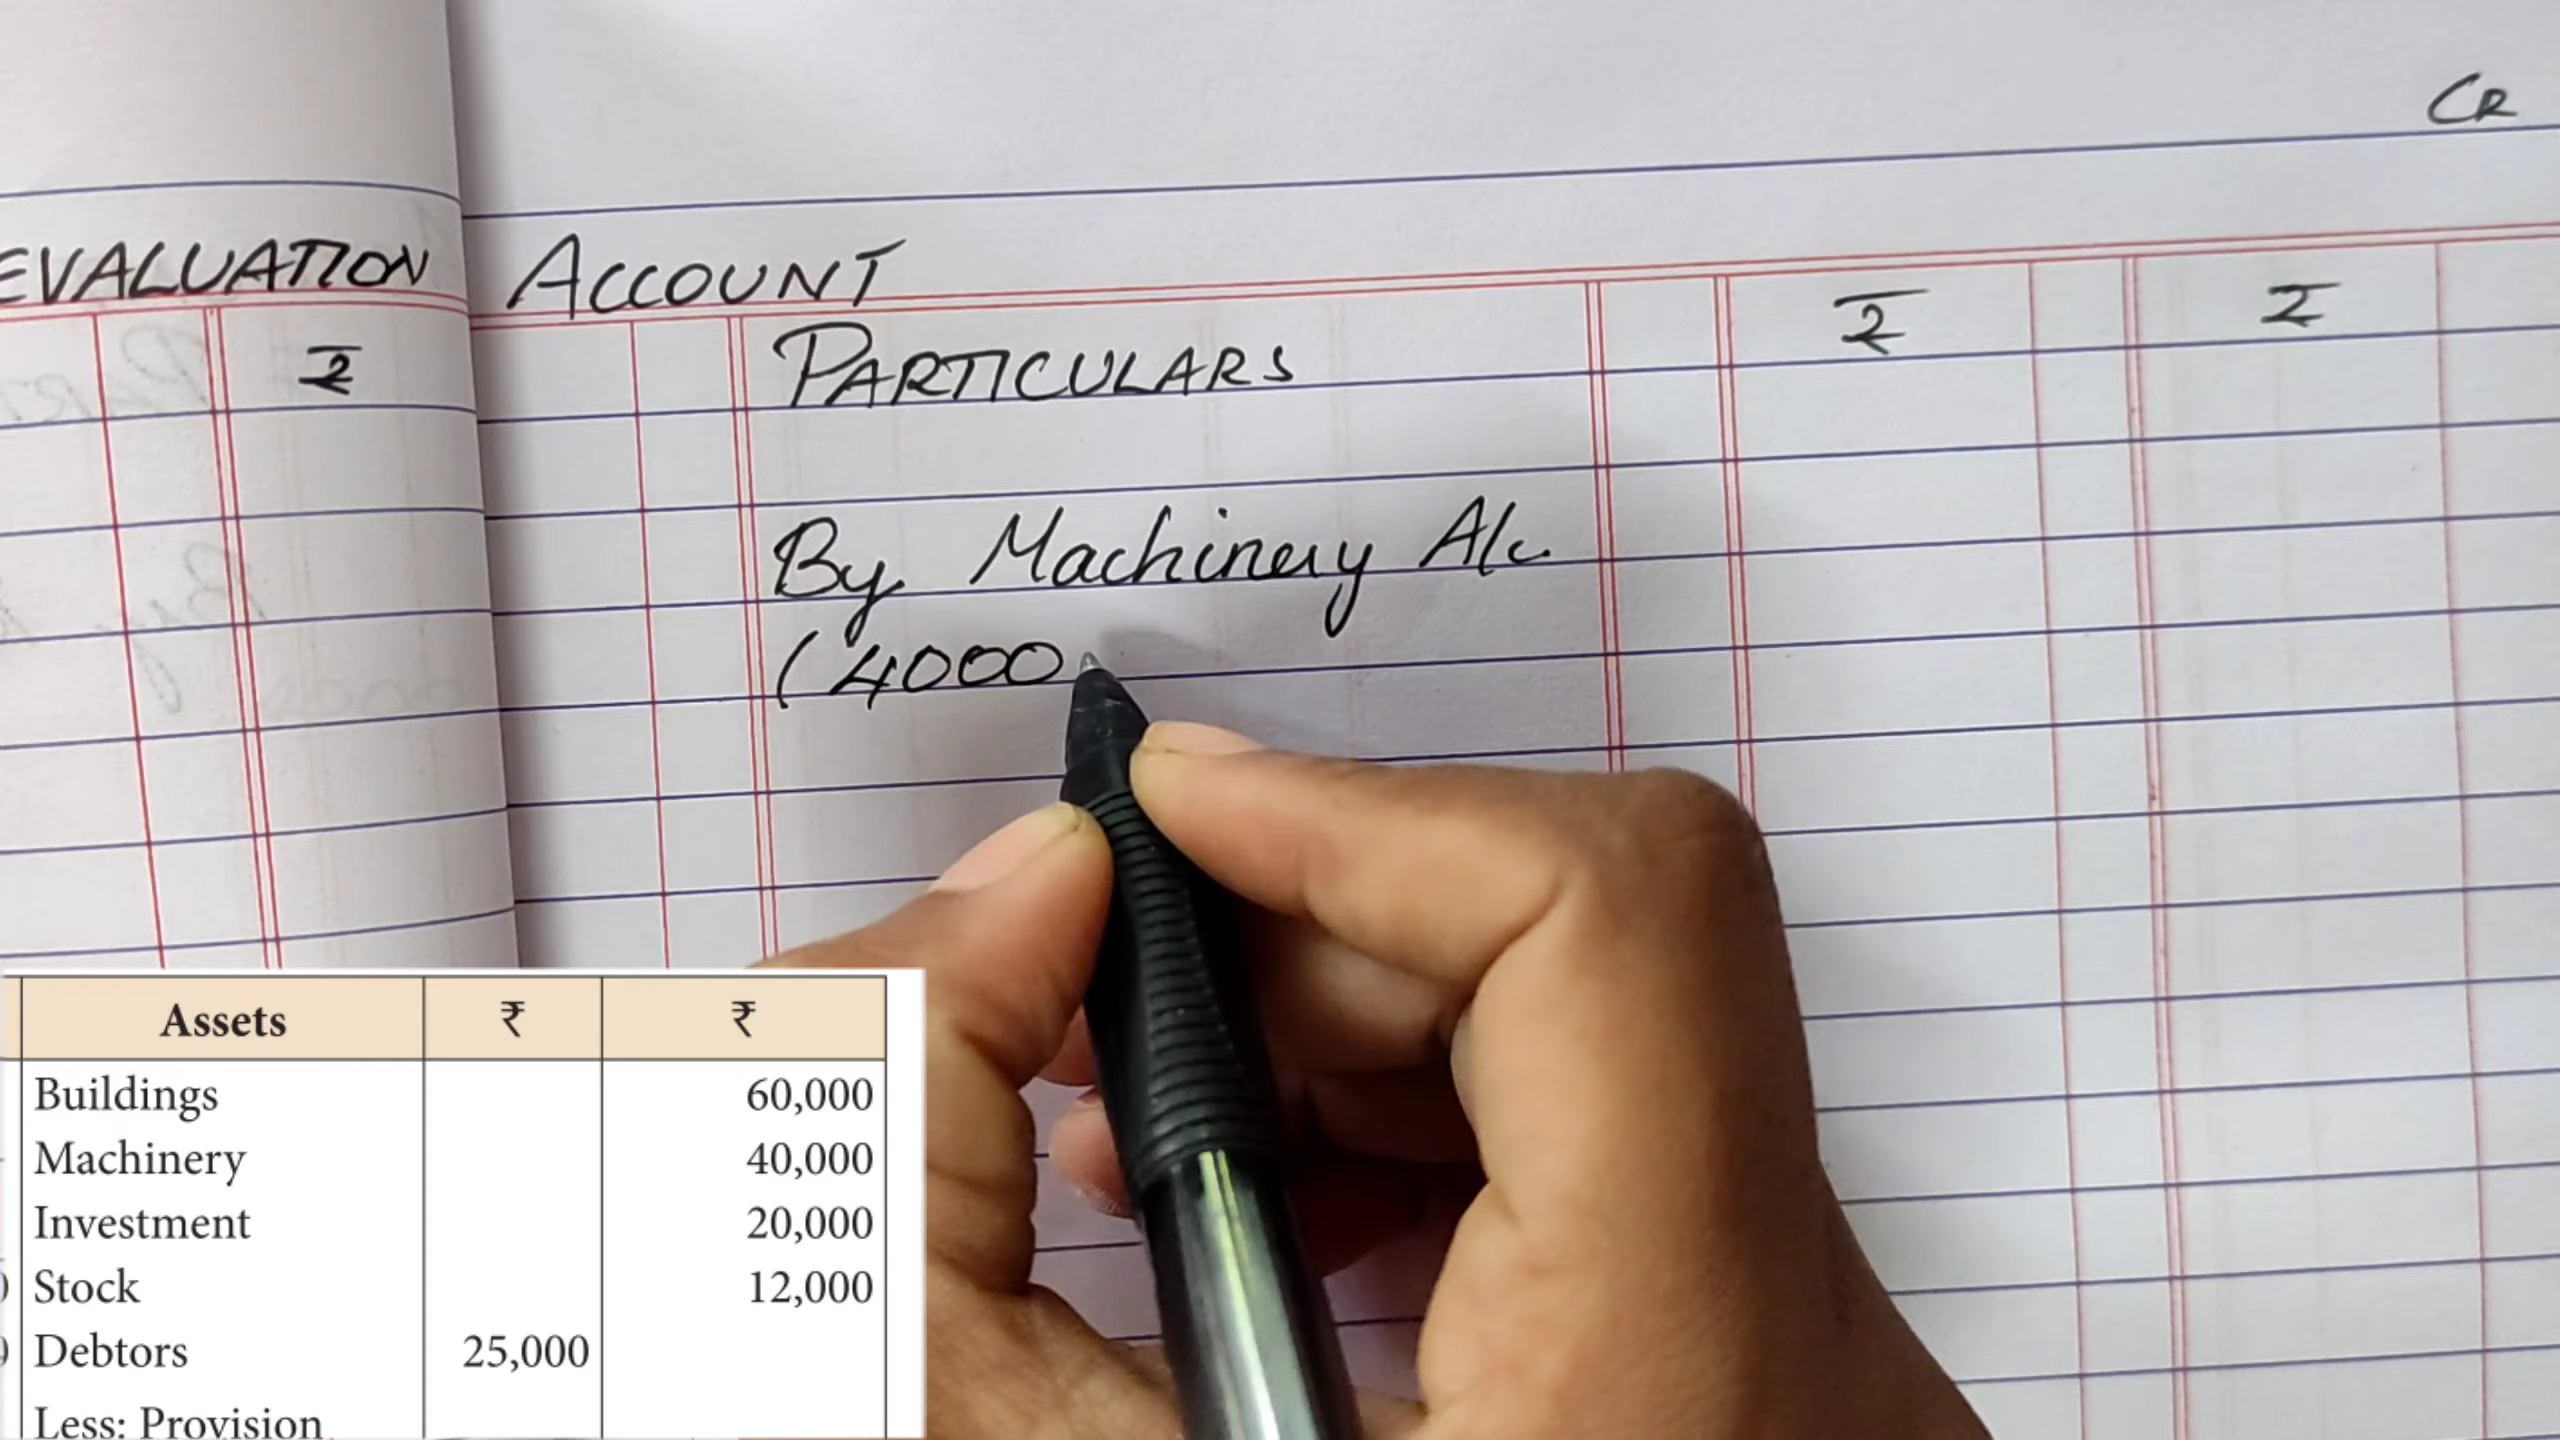 CR
EVALUATION ACCOUNT
₹ PARTICULARS ₹ ₹
By Machinery A/c
(4000
Assets ₹ ₹
Buildings 60,000
Machinery 40,000
Investment 20,000
Stock 12,000
Debtors 25,000
Less: Provision